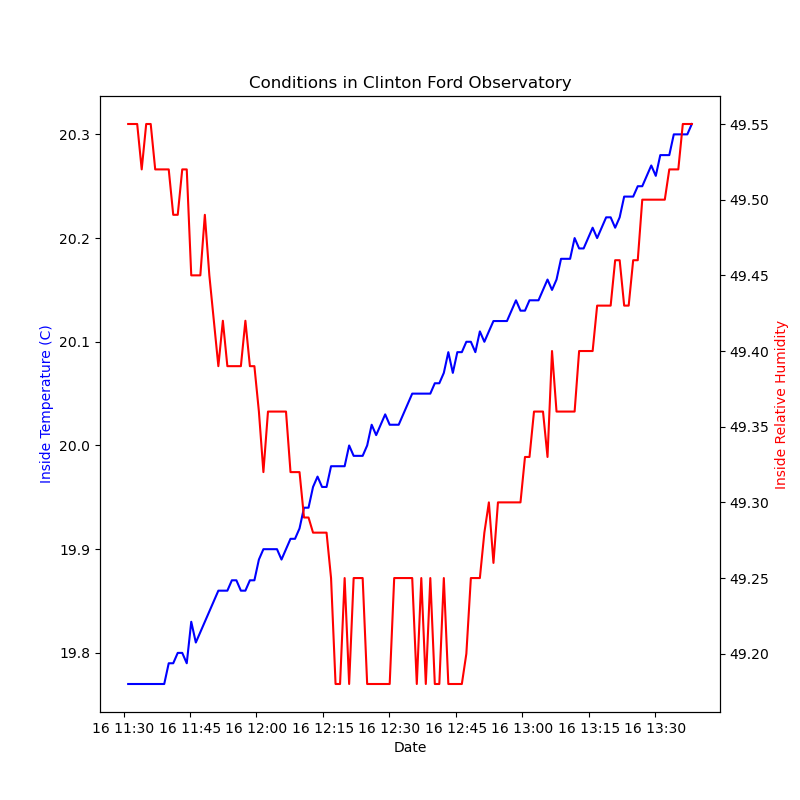 Conditions in Clinton Ford Observatory
20.3
20.2
20.1
20.0
19.9
19.8
Inside Temperature (C)
49.55
49.50
49.45
49.40
49.35
49.30
49.25
49.20
Inside Relative Humidity
16 11:30 16 11:45 16 12:00 16 12:15 16 12:30 16 12:45 16 13:00 16 13:15 16 13:30
Date